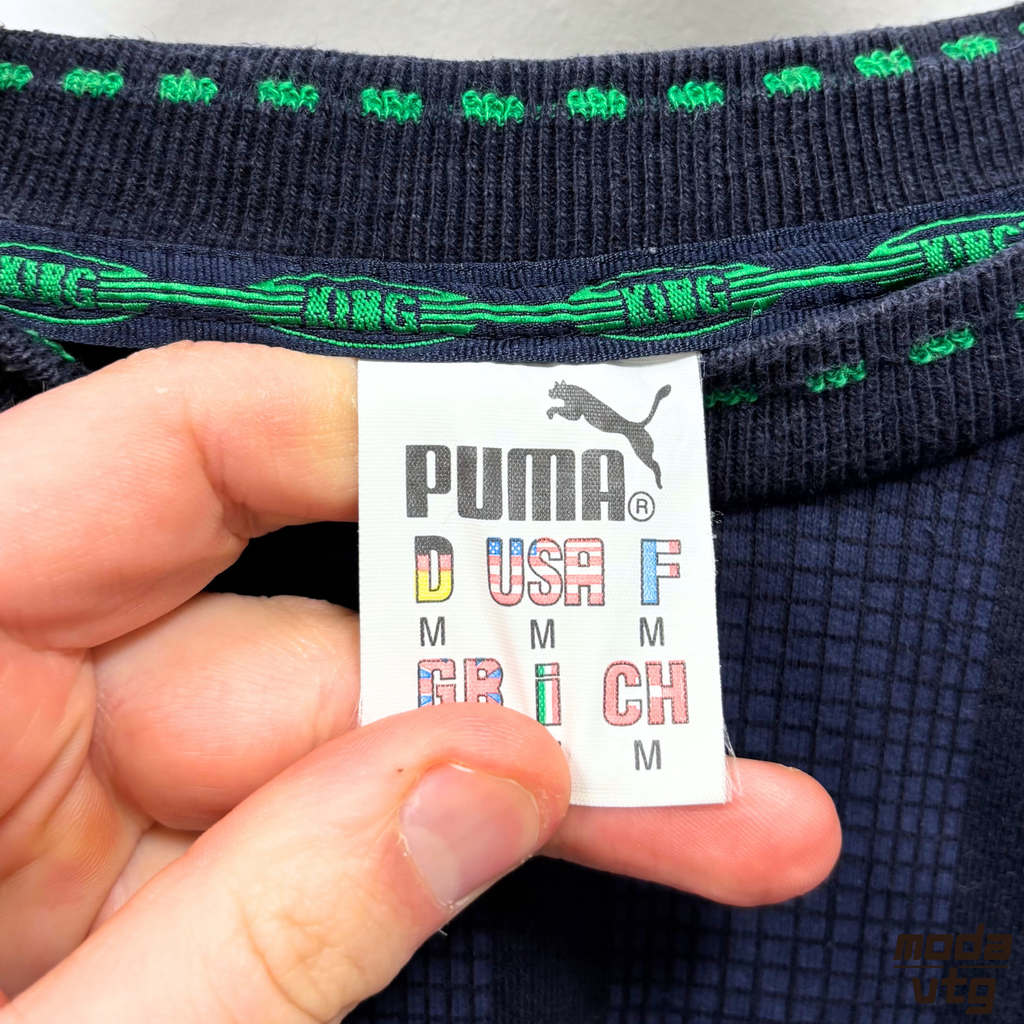 KING KING KING KING
PUMA®
D USA F
M M M
GB I CH
M
moda
vtg